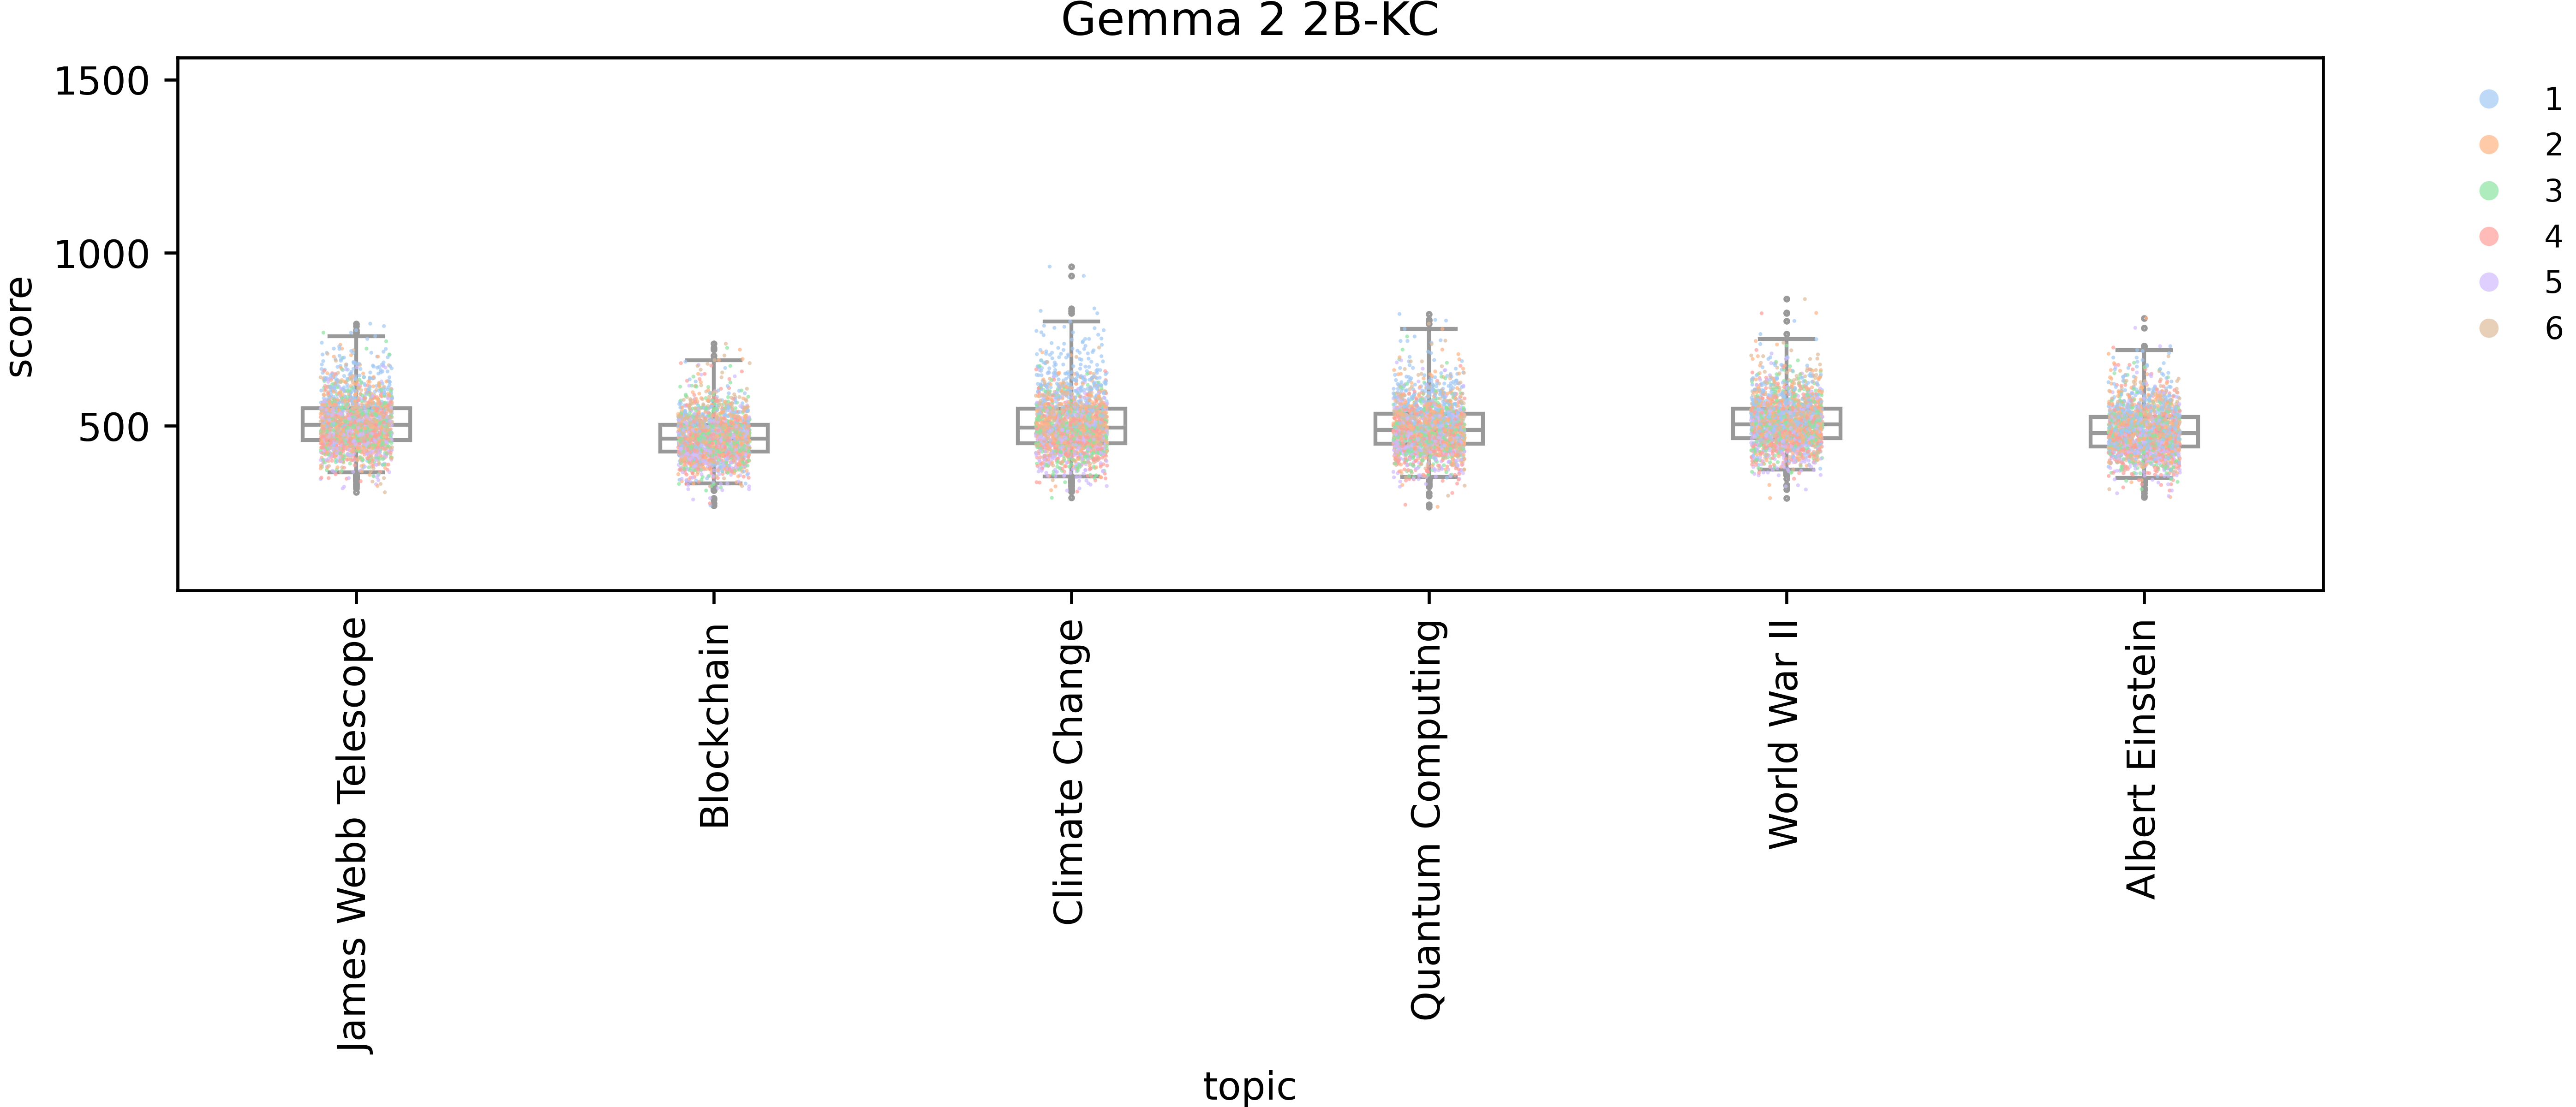 Gemma 2 2B-KC
1500
1000
500
score
1
2
3
4
5
6
James Webb Telescope
Blockchain
Climate Change
Quantum Computing
World War II
Albert Einstein
topic